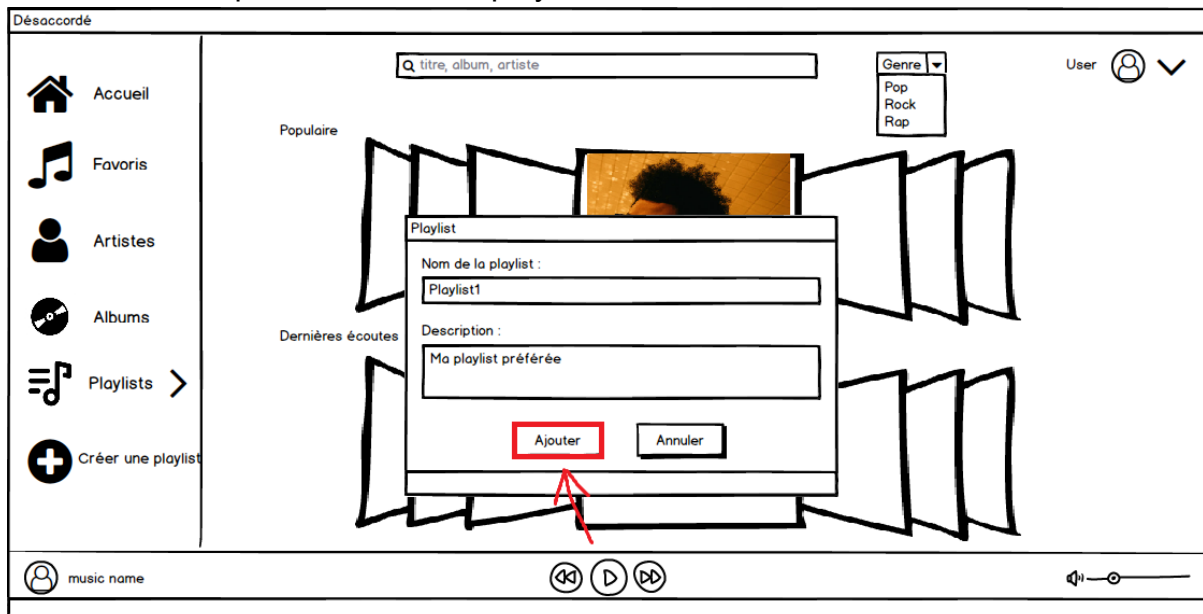 Désaccordé
titre, album, artiste
Genre
User
Pop
Rock
Rap
Accueil
Favoris
Artistes
Albums
Playlists
Créer une playlist
Populaire
Dernières écoutes
Playlist
Nom de la playlist :
Playlist1
Description :
Ma playlist préférée
Ajouter
Annuler
music name